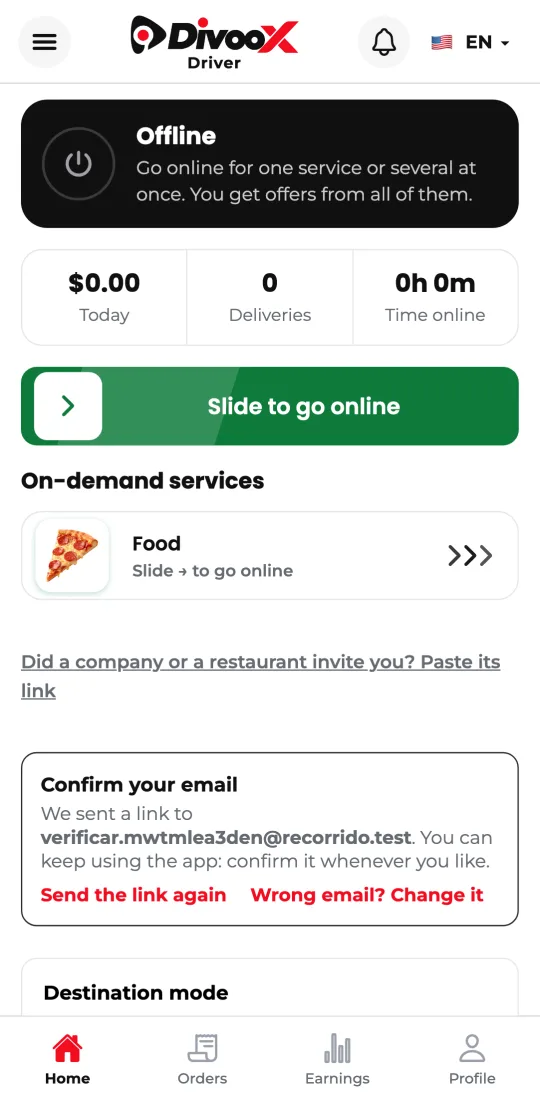 DivooX
Driver
EN
Offline
Go online for one service or several at
once. You get offers from all of them.
$0.00
Today
0
Deliveries
0h 0m
Time online
Slide to go online
On-demand services
Food
Slide → to go online
Did a company or a restaurant invite you? Paste its
link
Confirm your email
We sent a link to
verificar.mwtmlea3den@recorrido.test. You can
keep using the app: confirm it whenever you like.
Send the link again
Wrong email? Change it
Destination mode
Home
Orders
Earnings
Profile